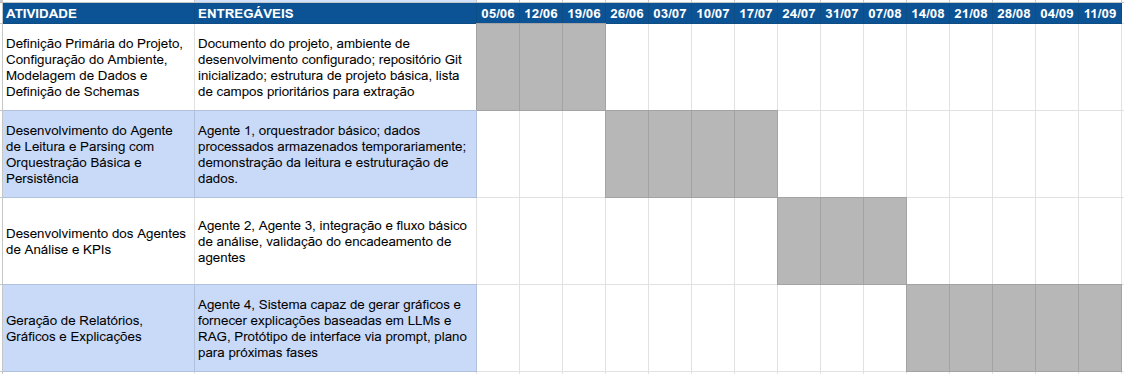 ATIVIDADE ENTREGÁVEIS 05/06 12/06 19/06 26/06 03/07 10/07 17/07 24/07 31/07 07/08 14/08 21/08 28/08 04/09 11/09
Definição Primária do Projeto,
Configuração do Ambiente,
Modelagem de Dados e
Definição de Schemas
Documento do projeto, ambiente de
desenvolvimento configurado; repositório Git
inicializado; estrutura de projeto básica, lista
de campos prioritários para extração
Desenvolvimento do Agente
de Leitura e Parsing com
Orquestração Básica e
Persistência
Agente 1, orquestrador básico; dados
processados armazenados temporariamente;
demonstração da leitura e estruturação de
dados.
Desenvolvimento dos Agentes
de Análise e KPIs
Agente 2, Agente 3, integração e fluxo básico
de análise, validação do encadeamento de
agentes
Geração de Relatórios,
Gráficos e Explicações
Agente 4, Sistema capaz de gerar gráficos e
fornecer explicações baseadas em LLMs e
RAG, Protótipo de interface via prompt, plano
para próximas fases